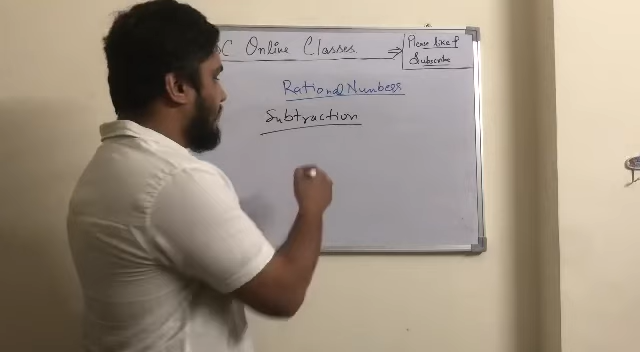 Online Classes
Please like &
Subscribe
Rational Numbers
Subtraction